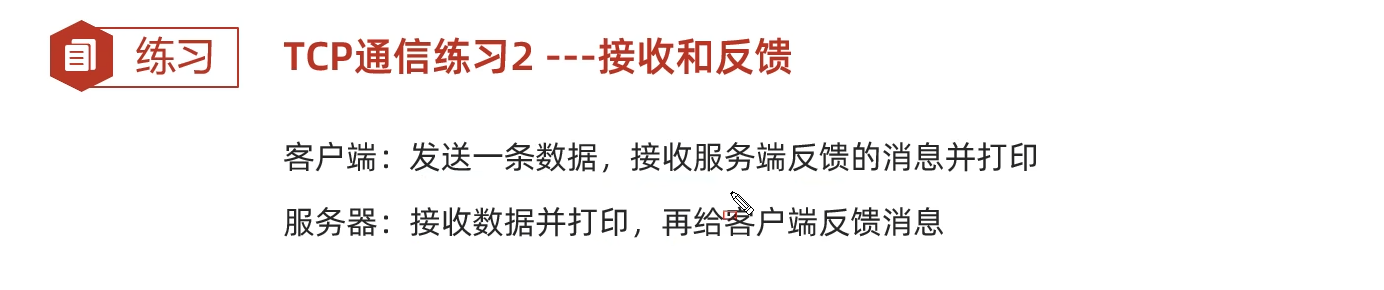 练习
TCP通信练习2 ---接收和反馈
客户端：发送一条数据，接收服务端反馈的消息并打印
服务器：接收数据并打印，再给客户端反馈消息